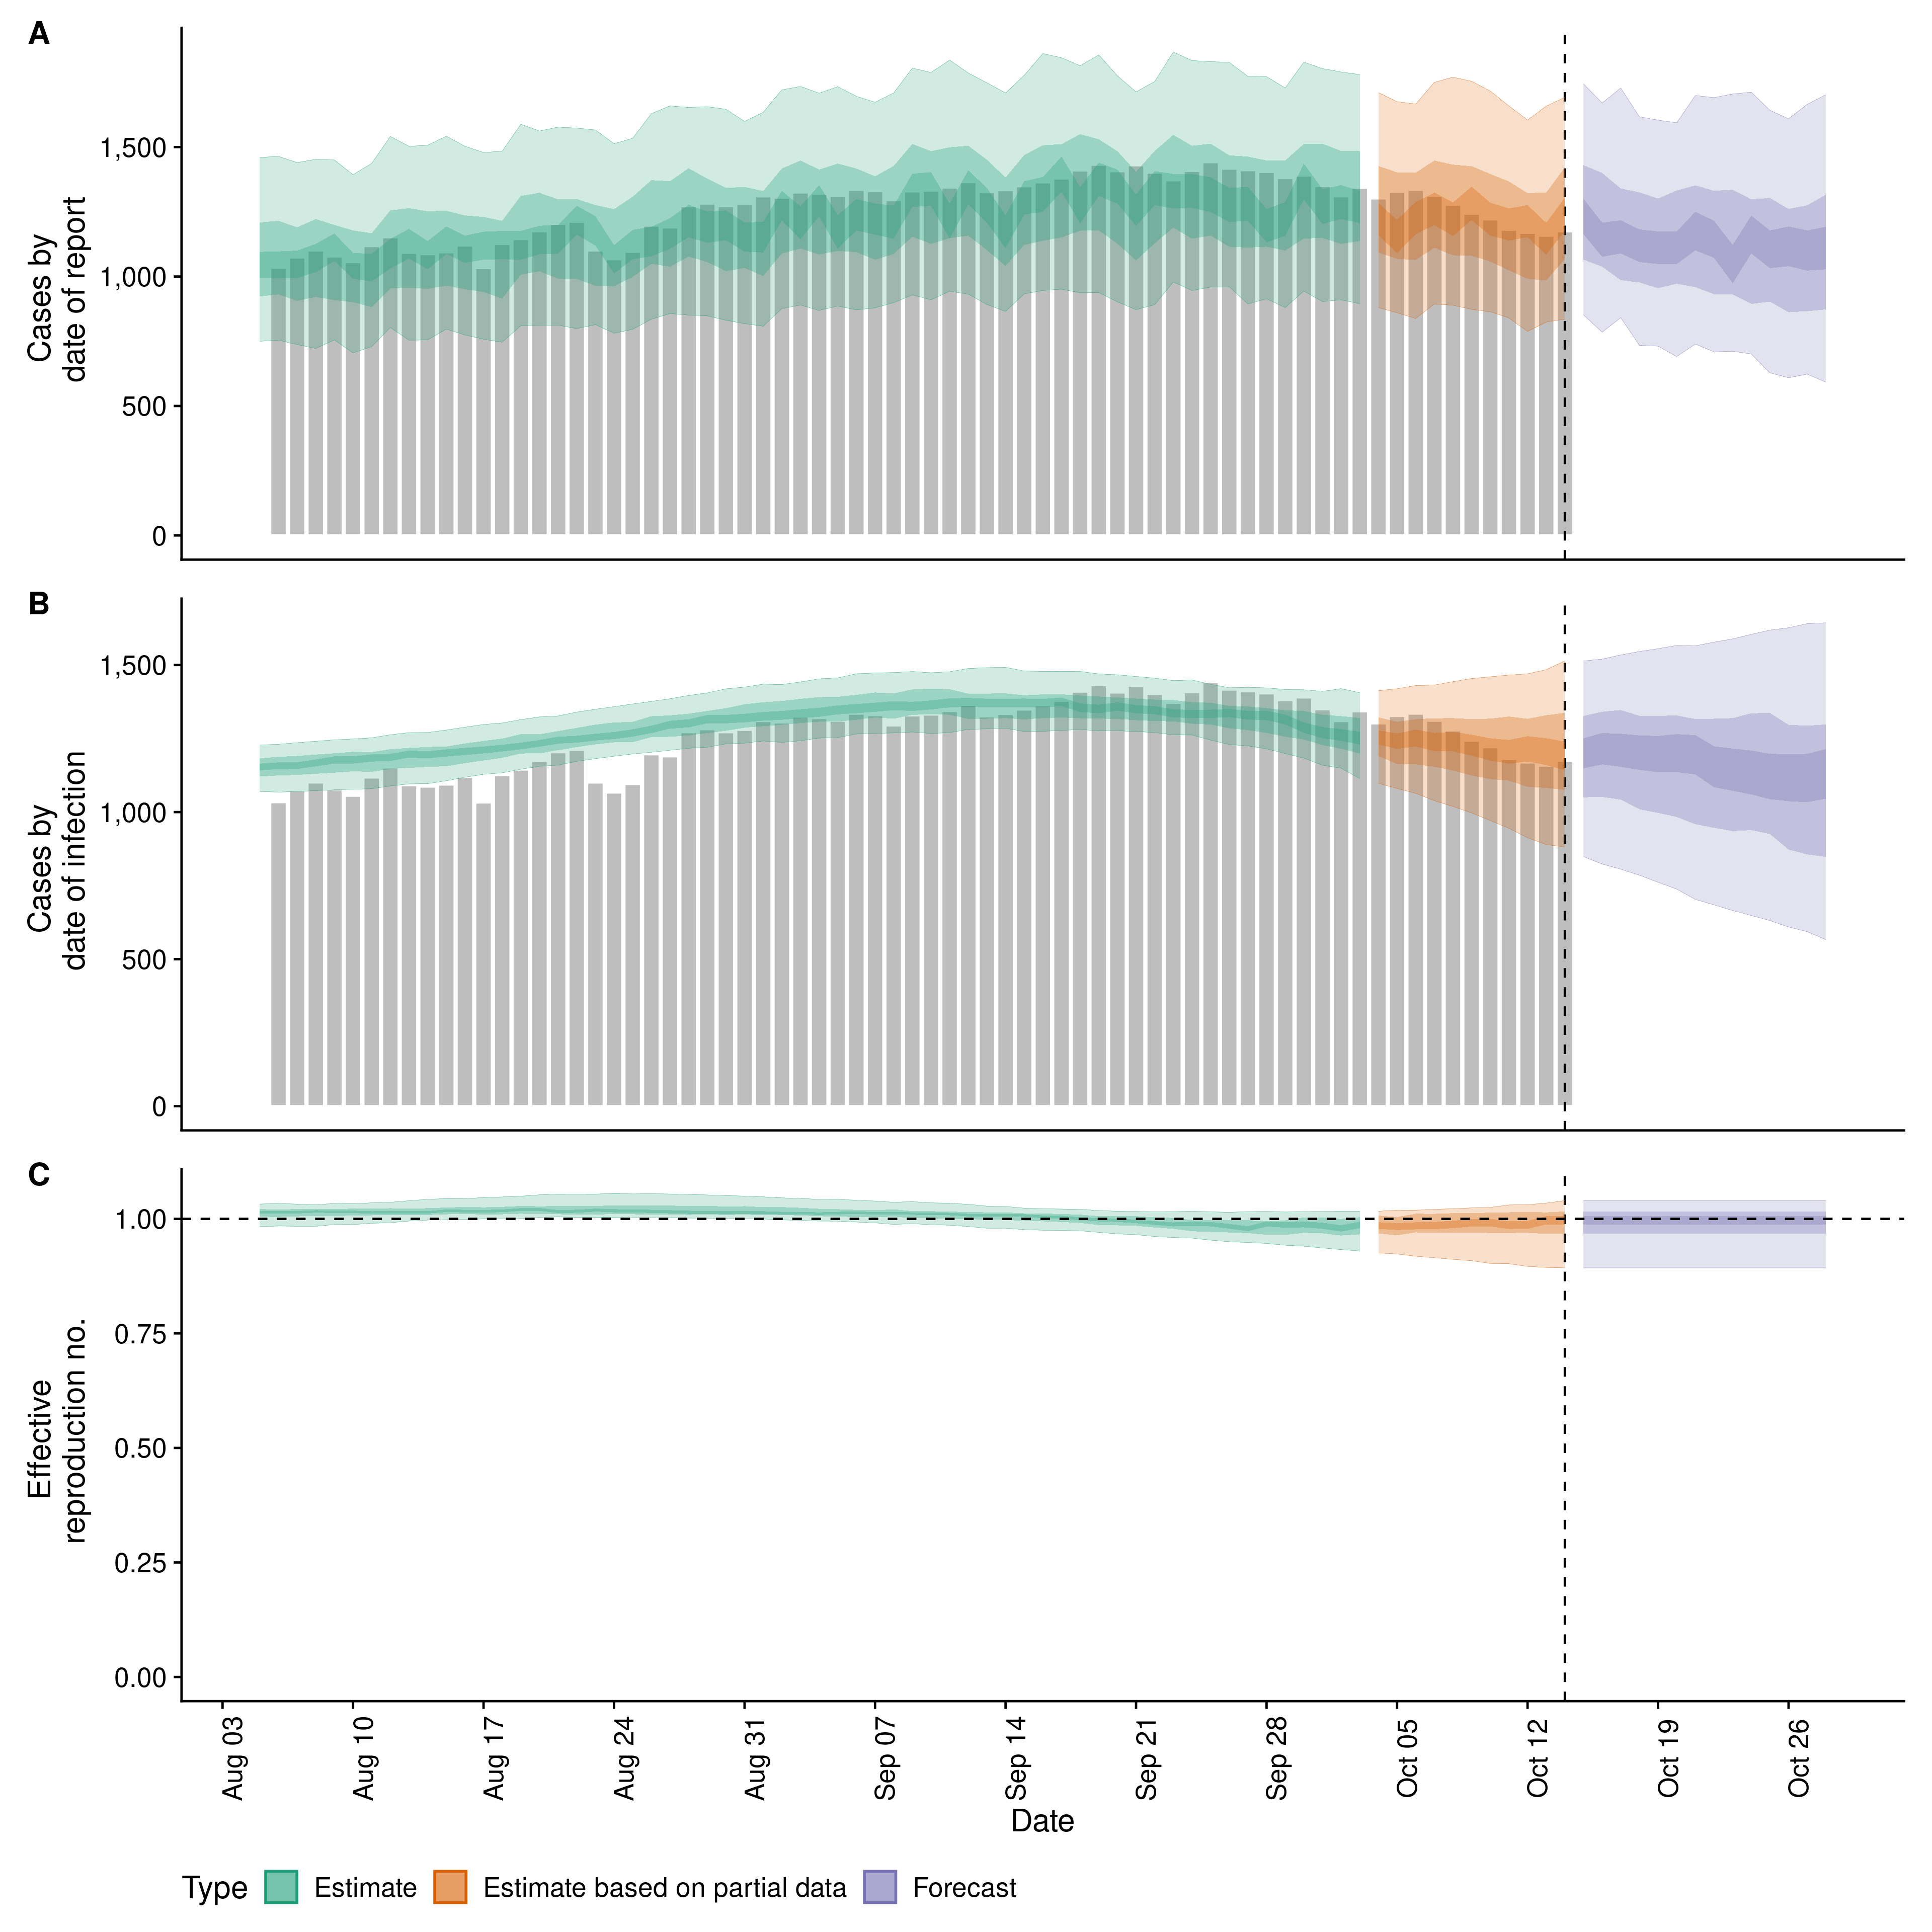 A
Cases by
date of report
1,500
1,000
500
0
B
Cases by
date of infection
1,500
1,000
500
0
C
Effective
reproduction no.
1.00
0.75
0.50
0.25
0.00
Aug 03
Aug 10
Aug 17
Aug 24
Aug 31
Sep 07
Sep 14
Sep 21
Sep 28
Oct 05
Oct 12
Oct 19
Oct 26
Date
Type Estimate Estimate based on partial data Forecast